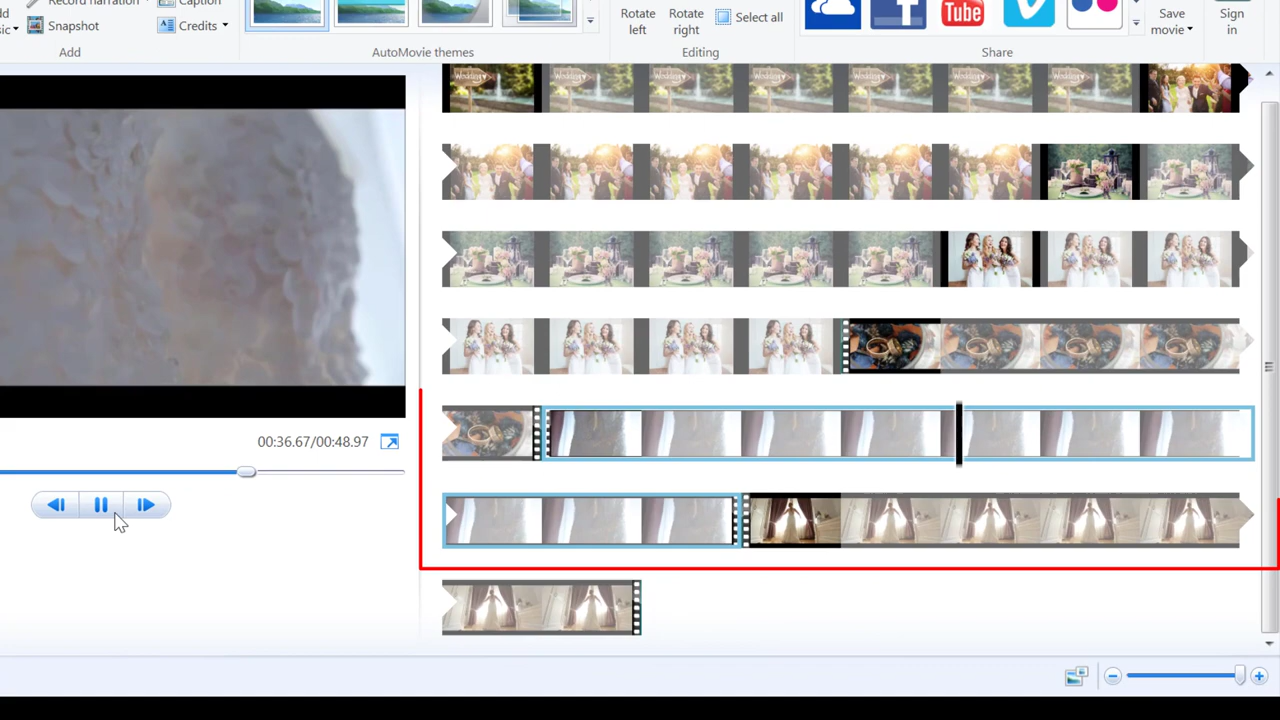 Record narration
Caption
Snapshot
Credits
Add
AutoMovie themes
Rotate
left
Rotate
right
Select all
Editing
f
You
Tube
Share
Save
movie
Sign
in
00:36.67/00:48.97